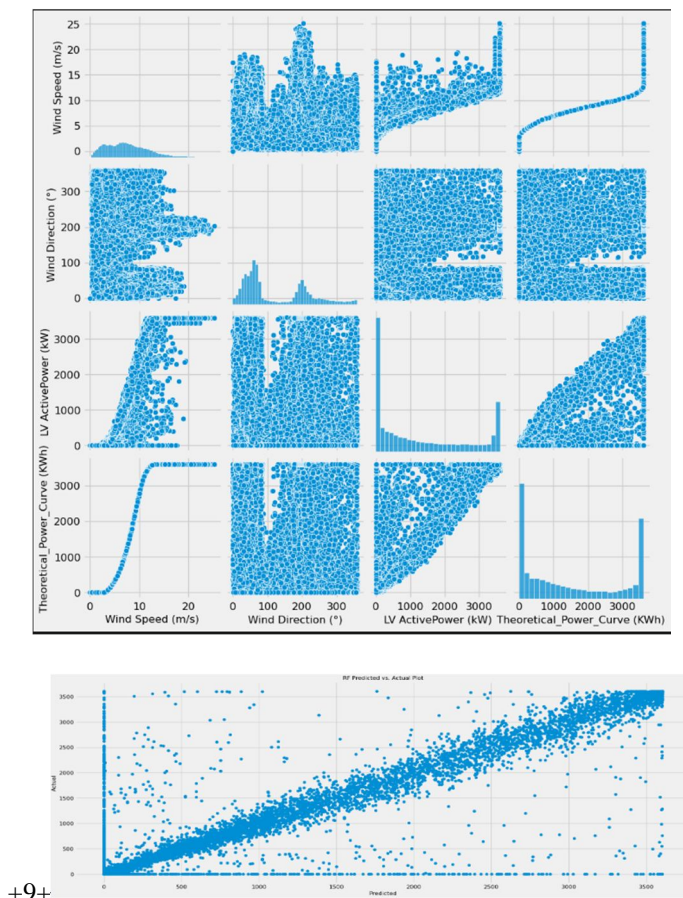 Wind Speed (m/s)
25
20
15
10
5
0
Wind Direction (°)
300
200
100
0
LV ActivePower (kW)
3000
2000
1000
0
Theoretical_Power_Curve (KWh)
3000
2000
1000
0
0 10 20 0 100 200 300 0 1000 2000 3000 0 1000 2000 3000
Wind Speed (m/s) Wind Direction (°) LV ActivePower (kW) Theoretical_Power_Curve (KWh)
RF Predicted vs. Actual Plot
Actual
3500
3000
2500
2000
1500
1000
500
0
0 500 1000 1500 2000 2500 3000 3500
Predicted
+9+